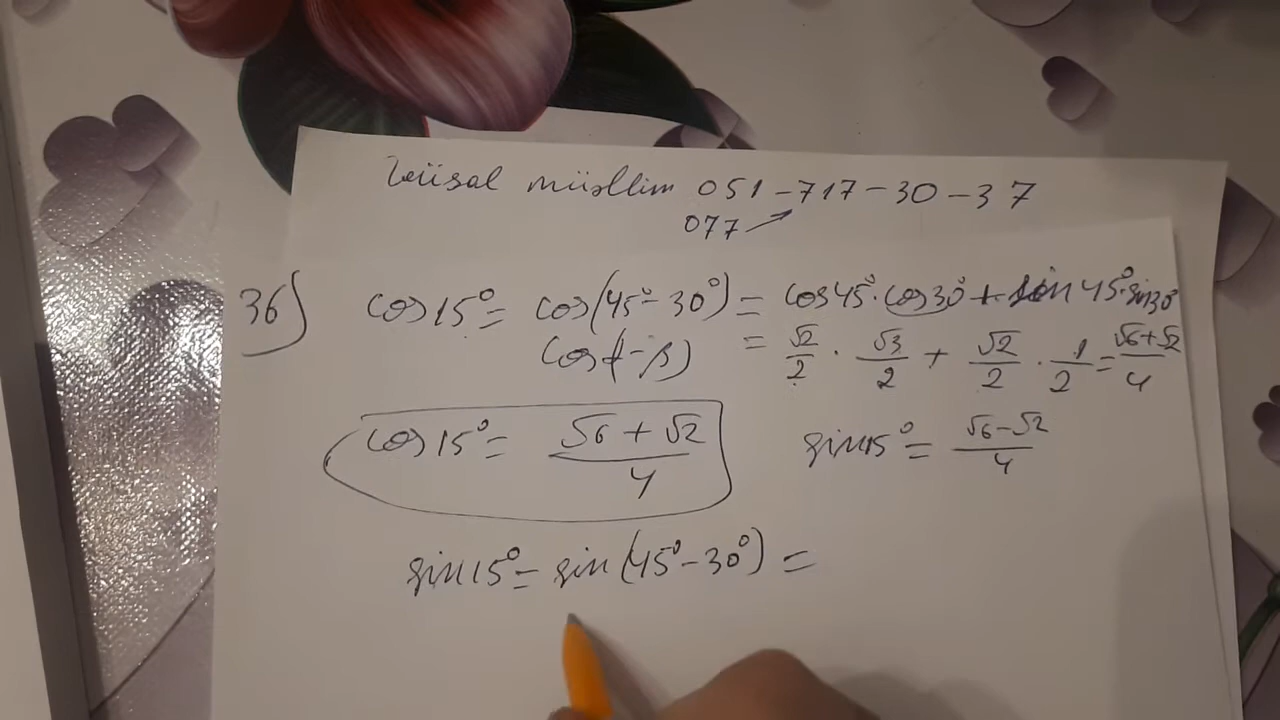 Vüsal müəllim 051-717-30-37
077
36) cos15°= cos(45°-30°) = cos45°·cos30° + sin45°·sin30°
cos(α-β) = √2/2 · √3/2 + √2/2 · 1/2 = √6+√2/4
cos15°= √6+√2/4 sin15°= √6-√2/4
sin15°= sin(45°-30°) =